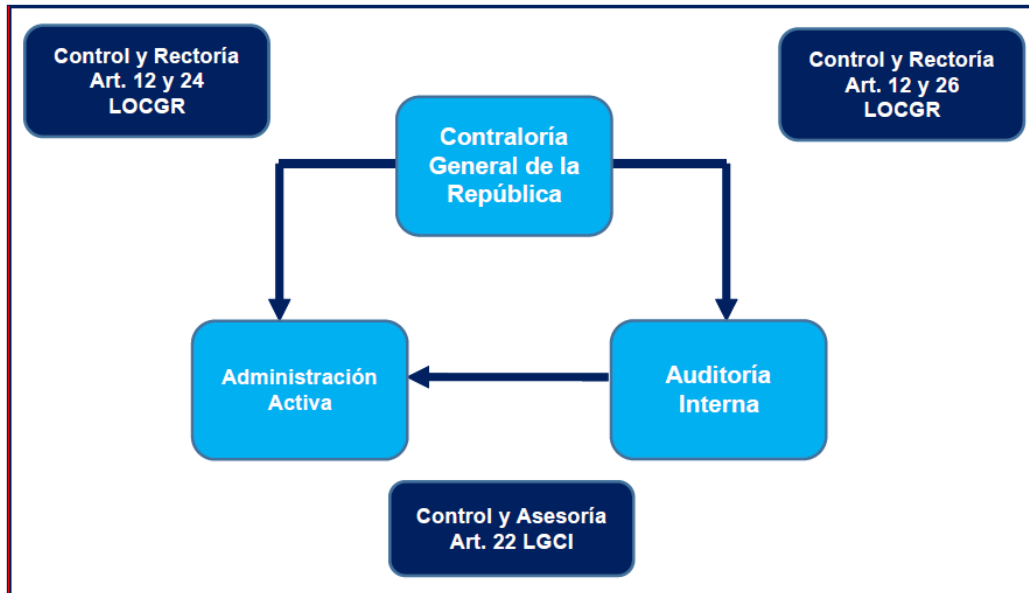 Control y Rectoría
Art. 12 y 24
LOCGR
Control y Rectoría
Art. 12 y 26
LOCGR
Contraloría
General de la
República
Administración
Activa
Auditoría
Interna
Control y Asesoría
Art. 22 LGCI